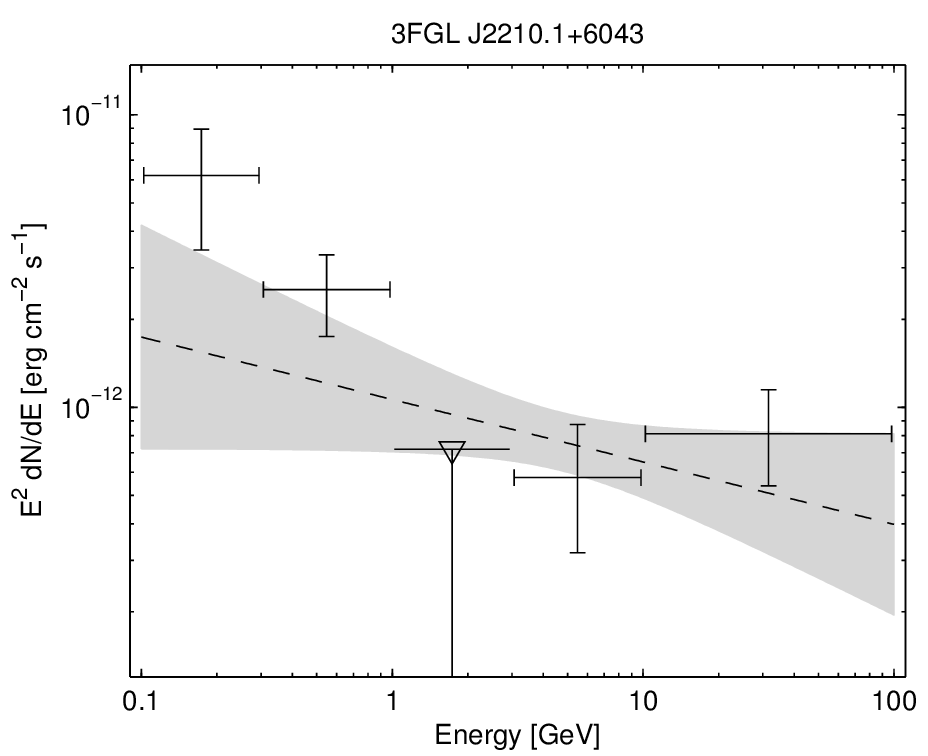 3FGL J2210.1+6043
10⁻¹¹
10⁻¹²
E² dN/dE [erg cm⁻² s⁻¹]
0.1 1 10 100
Energy [GeV]